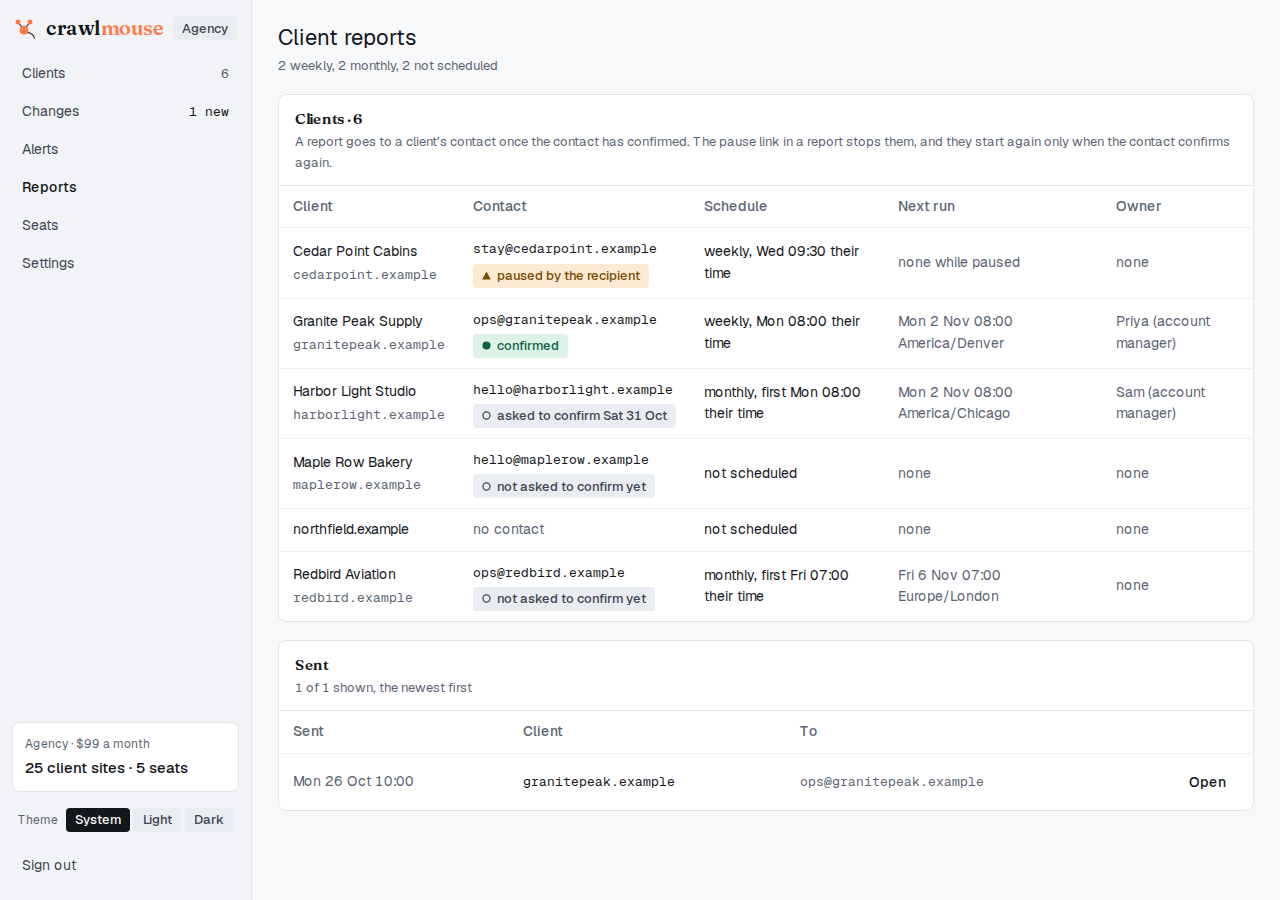 crawlmouse Agency
Clients 6
Changes 1 new
Alerts
Reports
Seats
Settings
Agency · $99 a month
25 client sites · 5 seats
Theme System Light Dark
Sign out
Client reports
2 weekly, 2 monthly, 2 not scheduled
Clients · 6
A report goes to a client's contact once the contact has confirmed. The pause link in a report stops them, and they start again only when the contact confirms
again.
Client Contact Schedule Next run Owner
Cedar Point Cabins
cedarpoint.example
stay@cedarpoint.example
paused by the recipient
weekly, Wed 09:30 their
time
none while paused
none
Granite Peak Supply
granitepeak.example
ops@granitepeak.example
confirmed
weekly, Mon 08:00 their
time
Mon 2 Nov 08:00
America/Denver
Priya (account
manager)
Harbor Light Studio
harborlight.example
hello@harborlight.example
asked to confirm Sat 31 Oct
monthly, first Mon 08:00
their time
Mon 2 Nov 08:00
America/Chicago
Sam (account
manager)
Maple Row Bakery
maplerow.example
hello@maplerow.example
not asked to confirm yet
not scheduled
none
none
northfield.example
no contact
not scheduled
none
none
Redbird Aviation
redbird.example
ops@redbird.example
not asked to confirm yet
monthly, first Fri 07:00
their time
Fri 6 Nov 07:00
Europe/London
none
Sent
1 of 1 shown, the newest first
Sent Client To
Mon 26 Oct 10:00 granitepeak.example ops@granitepeak.example Open